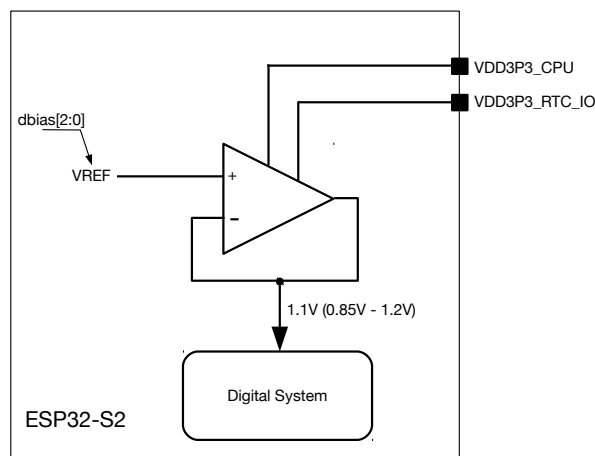 VDD3P3_CPU
VDD3P3_RTC_IO
dbias[2:0]
VREF
+
-
1.1V (0.85V - 1.2V)
Digital System
ESP32-S2